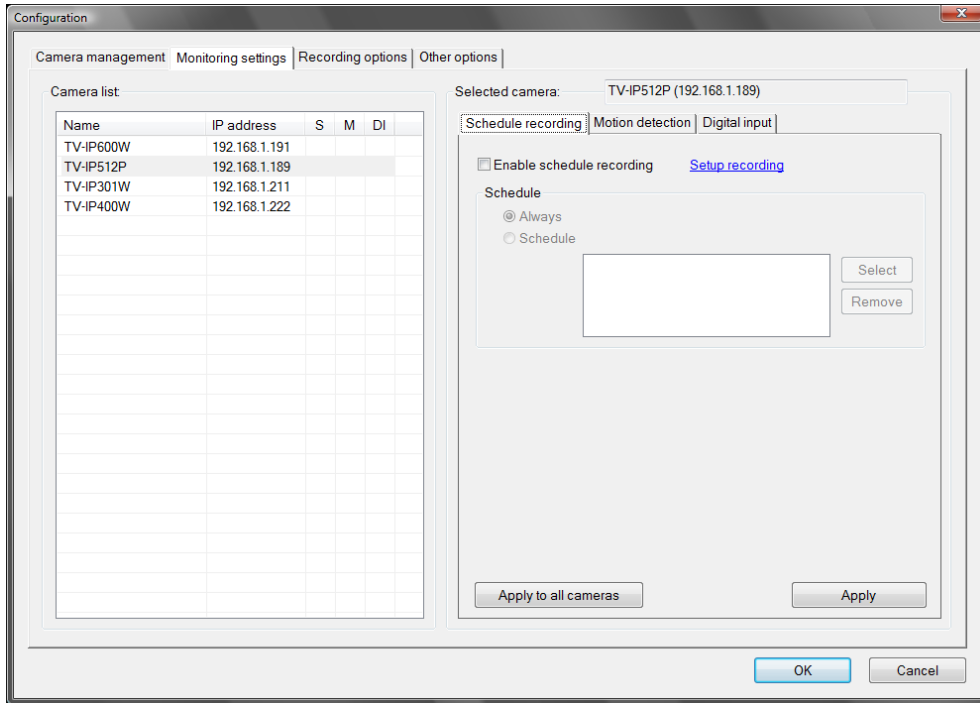 Configuration
Camera management Monitoring settings Recording options Other options
Camera list:
Name IP address S M DI
TV-IP600W 192.168.1.191
TV-IP512P 192.168.1.189
TV-IP301W 192.168.1.211
TV-IP400W 192.168.1.222
Selected camera: TV-IP512P (192.168.1.189)
Schedule recording Motion detection Digital input
Enable schedule recording Setup recording
Schedule
Always
Schedule
Select
Remove
Apply to all cameras Apply
OK Cancel